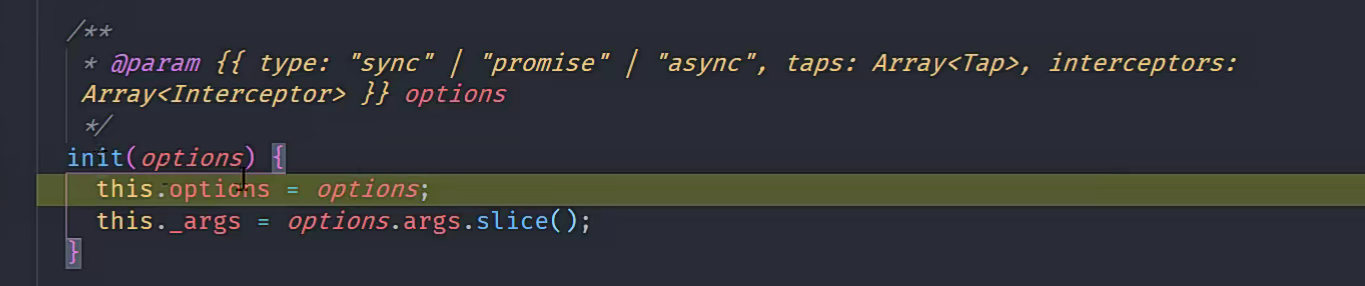 /**
* @param {{ type: "sync" | "promise" | "async", taps: Array<Tap>, interceptors:
Array<Interceptor> }} options
*/
init(options) {
this.options = options;
this._args = options.args.slice();
}